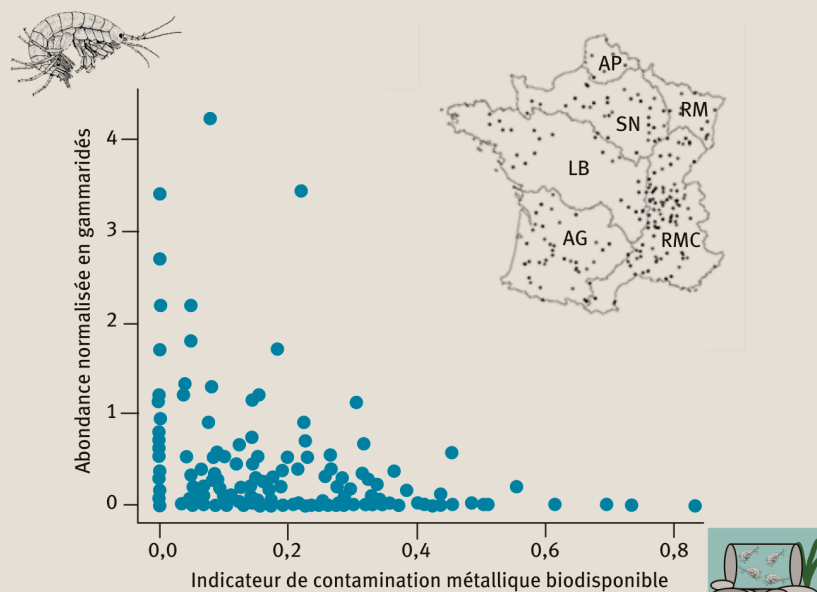 AP
RM
SN
LB
AG
RMC
Abondance normalisée en gammaridés
4
3
2
1
0
0,0
0,2
0,4
0,6
0,8
Indicateur de contamination métallique biodisponible